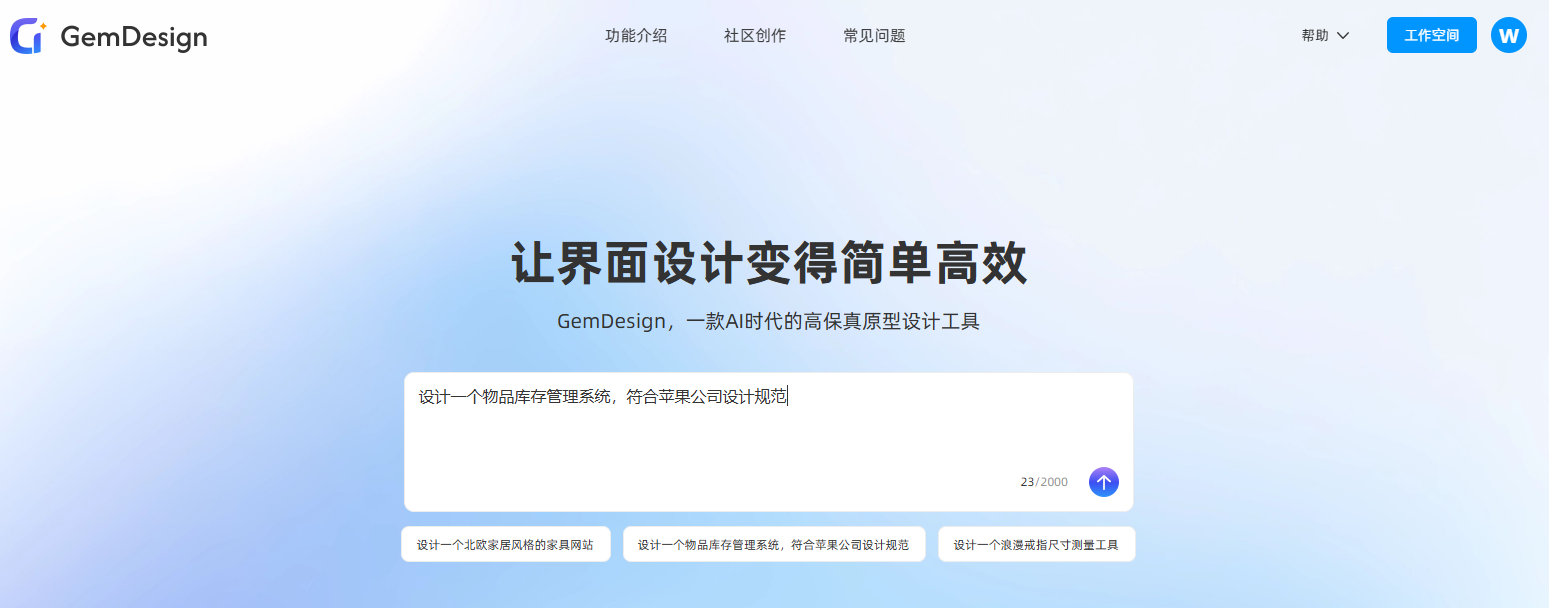 GemDesign
功能介绍
社区创作
常见问题
帮助
工作空间
W
让界面设计变得简单高效
GemDesign，一款AI时代的高保真原型设计工具
设计一个物品库存管理系统，符合苹果公司设计规范
23/2000
设计一个北欧家居风格的家具网站
设计一个物品库存管理系统，符合苹果公司设计规范
设计一个浪漫戒指尺寸测量工具